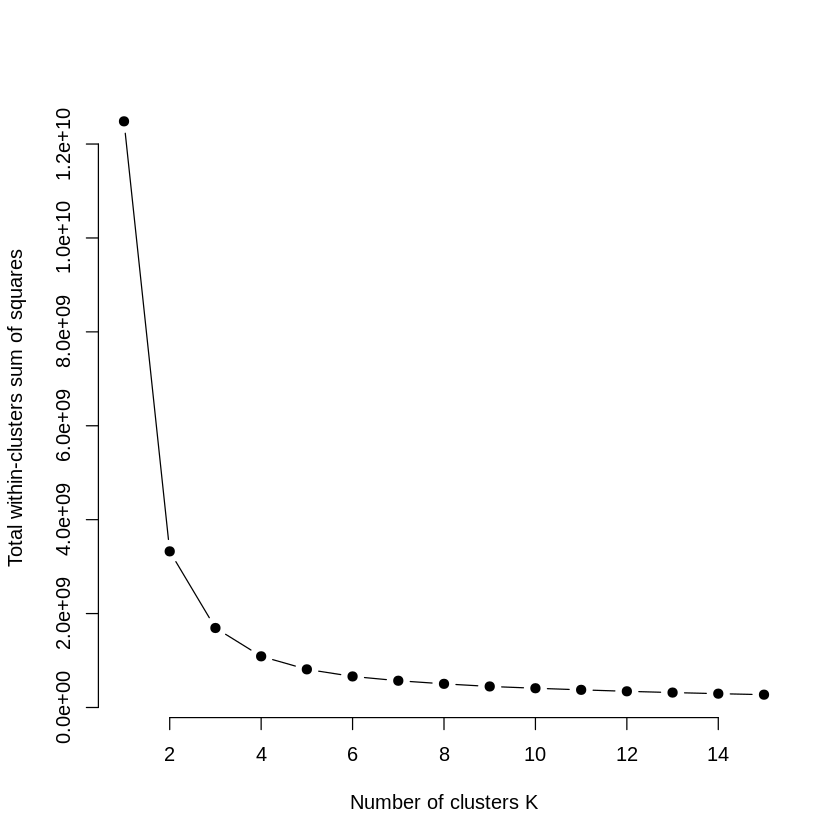 Total within-clusters sum of squares
1.2e+10
1.0e+10
8.0e+09
6.0e+09
4.0e+09
2.0e+09
0.0e+00
2 4 6 8 10 12 14
Number of clusters K